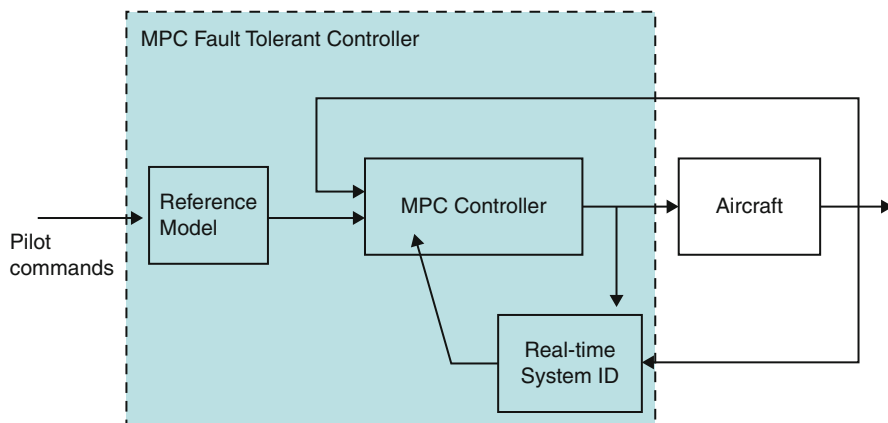 MPC Fault Tolerant Controller
Reference
Model
MPC Controller
Aircraft
Pilot
commands
Real-time
System ID